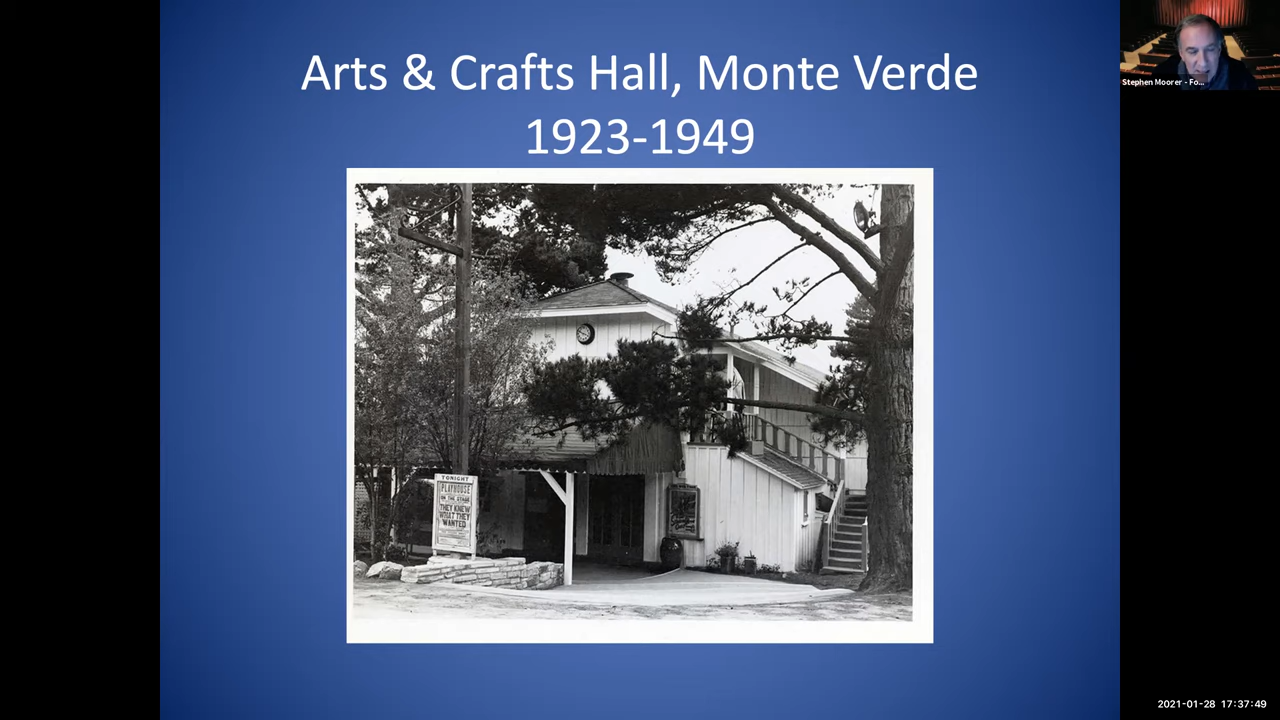 Arts & Crafts Hall, Monte Verde
1923-1949
Stephen Moorer - Fo...
TONIGHT
PLAYHOUSE
ON THE STAGE
THEY KNEW
WHAT THEY
WANTED
2021-01-28 17:37:49